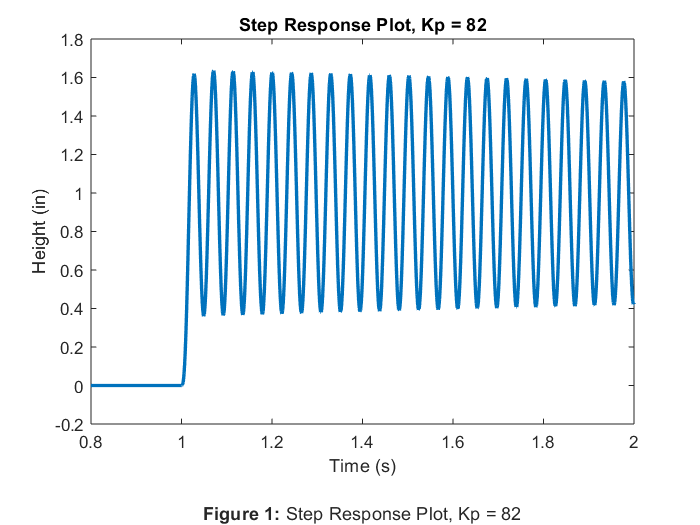 Step Response Plot, Kp = 82
1.8
1.6
1.4
1.2
1
0.8
0.6
0.4
0.2
0
-0.2
Height (in)
0.8 1 1.2 1.4 1.6 1.8 2
Time (s)
Figure 1: Step Response Plot, Kp = 82